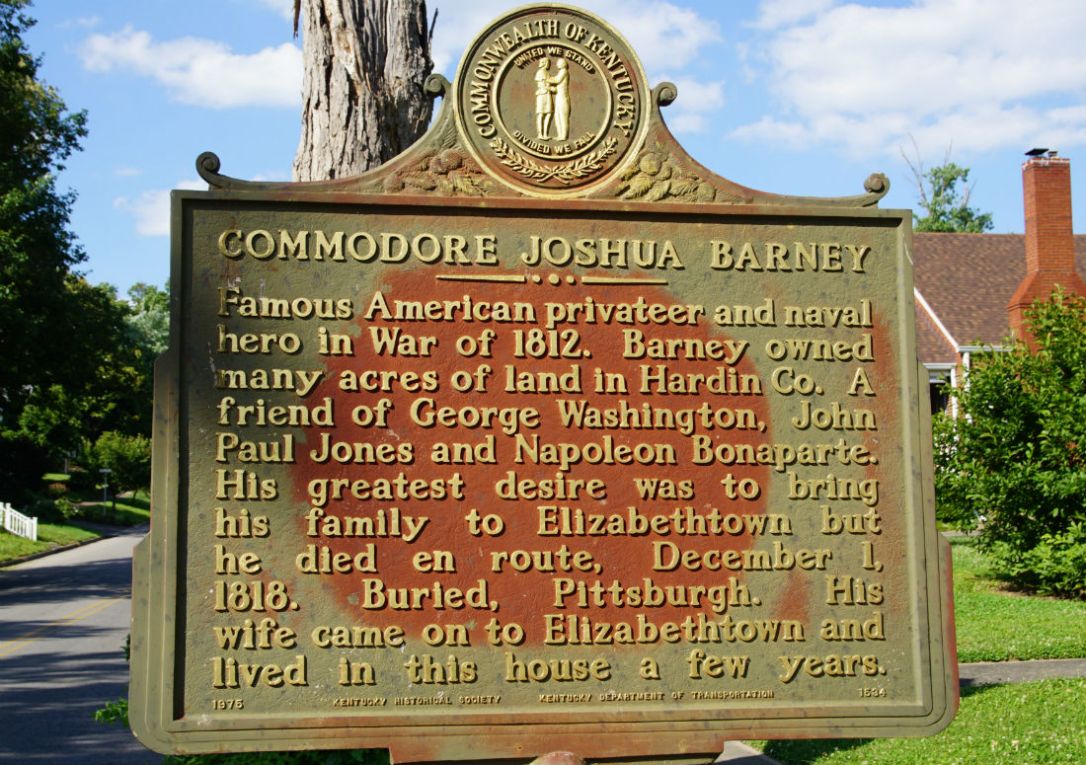 COMMONWEALTH OF KENTUCKY
UNITED WE STAND
DIVIDED WE FALL
COMMODORE JOSHUA BARNEY
Famous American privateer and naval
hero in War of 1812. Barney owned
many acres of land in Hardin Co. A
friend of George Washington, John
Paul Jones and Napoleon Bonaparte.
His greatest desire was to bring
his family to Elizabethtown but
he died en route, December 1,
1818. Buried, Pittsburgh. His
wife came on to Elizabethtown and
lived in this house a few years.
1975 KENTUCKY HISTORICAL SOCIETY KENTUCKY DEPARTMENT OF TRANSPORTATION 1534